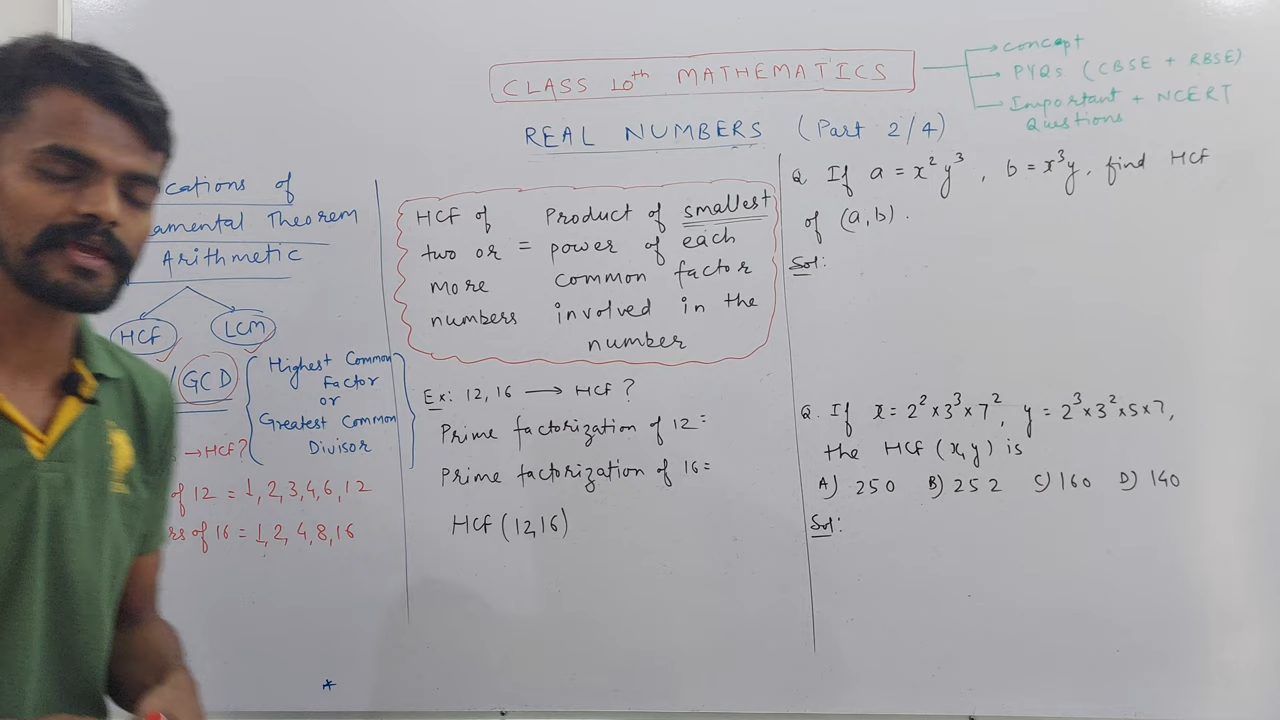 CLASS 10th MATHEMATICS
concept
PYQs (CBSE + RBSE)
Important + NCERT
Questions
REAL NUMBERS (Part 2/4)
cations of
amental Theorem
Arithmetic
HCF LCM
/ GCD
Highest Common
Factor
or
Greatest Common
Divisor
→HCF?
of 12 = 1, 2, 3, 4, 6, 12
rs of 16 = 1, 2, 4, 8, 16
*
HCF of Product of smallest
two or = power of each
more common factor
numbers involved in the
number
Ex: 12, 16 → HCF?
Prime factorization of 12=
Prime factorization of 16=
HCF (12,16)
Q. If a = x²y³, b = x³y, find HCF
of (a,b).
Sol:
Q. If x = 2² × 3³ × 7², y = 2³ × 3² × 5 × 7,
the HCF (x,y) is
A) 250 B) 252 C) 160 D) 140
Sol: